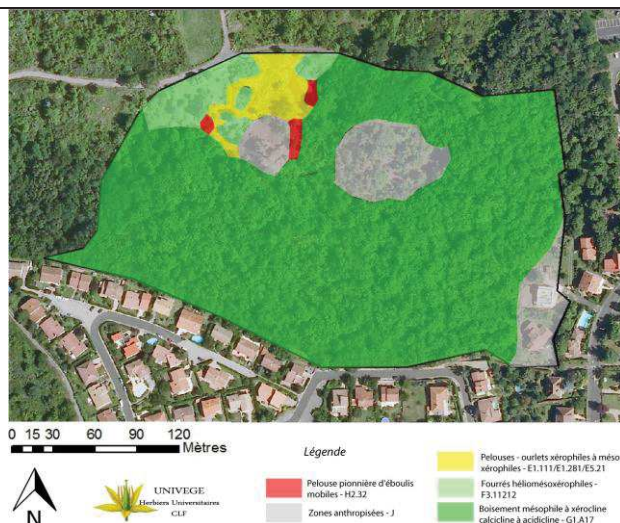 0 15 30 60 90 120
Mètres
Légende
N
UNIVEGE
Herbiers Universitaires
CLF
Pelouse pionnière d'éboulis
mobiles - H2.32
Zones anthropisées - J
Pelouses - ourlets xérophiles à méso
xérophiles - E1.111/E1.281/E5.21
Fourrés héliomésoxérophiles -
F3.11212
Boisement mésophile à xérocline
calcicline à acidicline - G1.A17